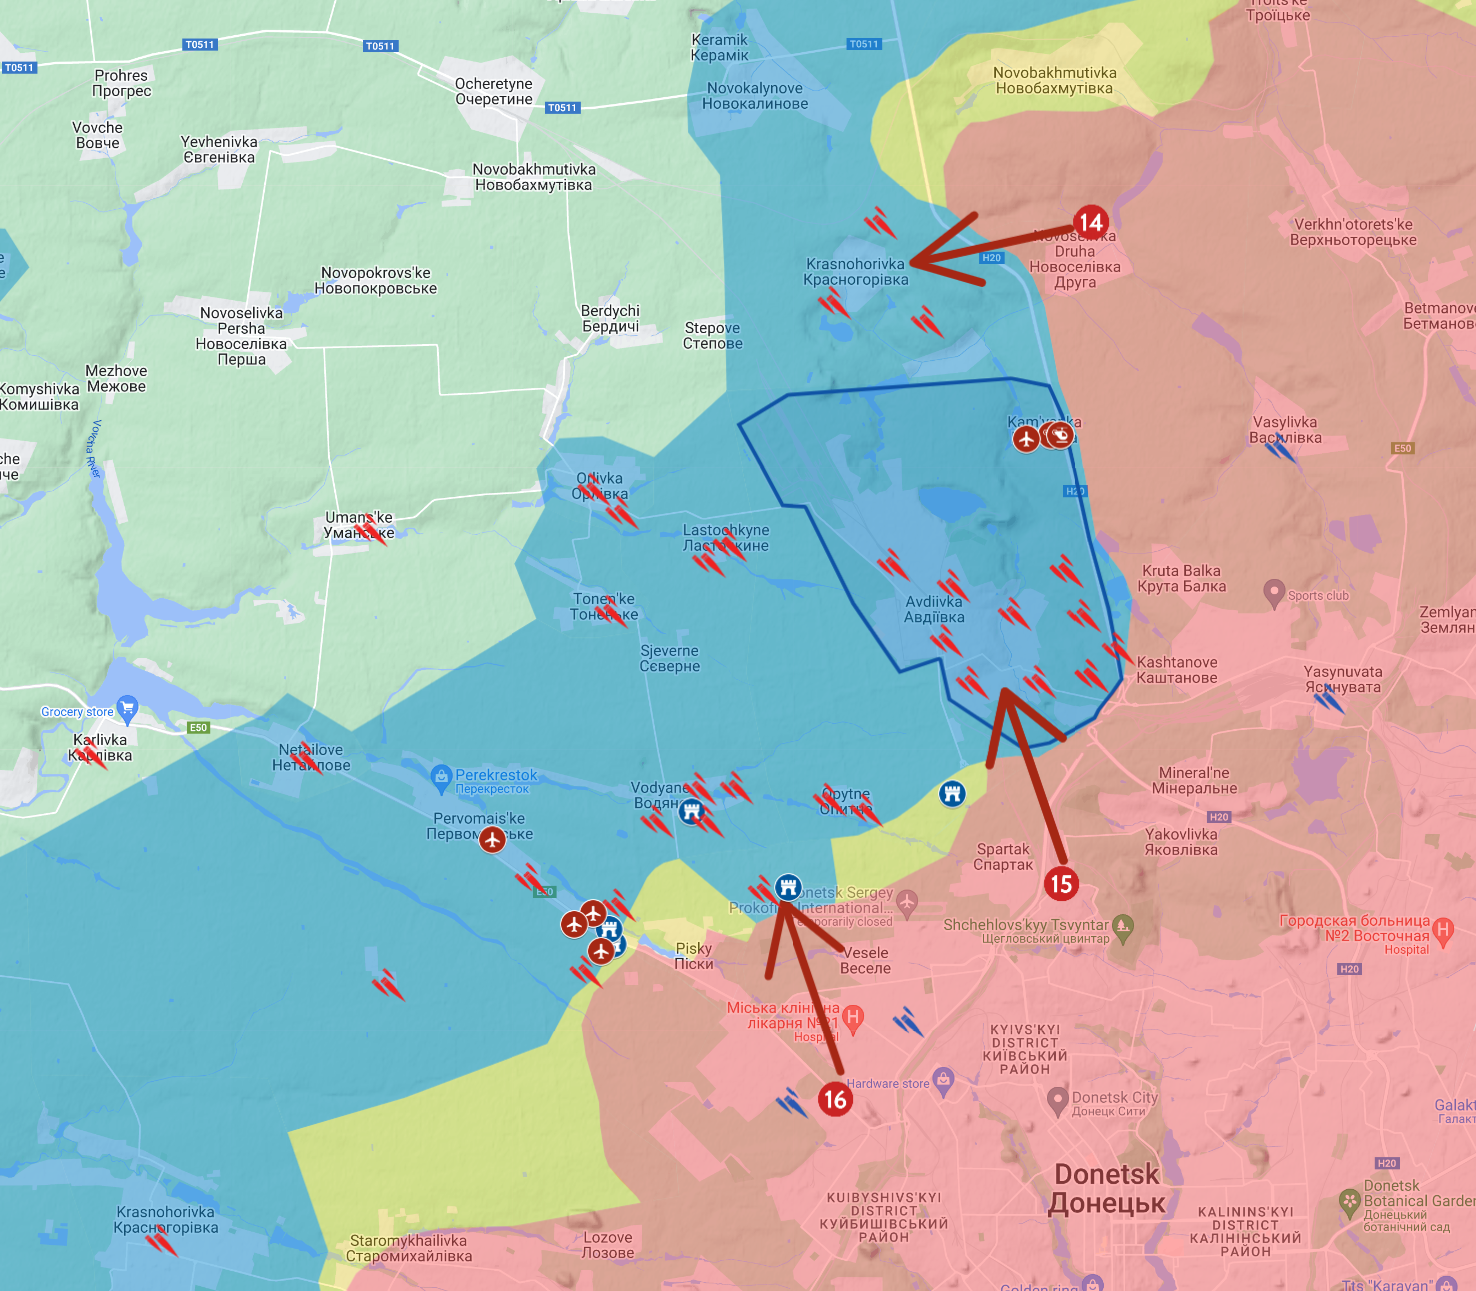 Troits'ke
Троїцьке
Keramik
Керамік
T0511
T0511
T0511
T0511
T0511
Prohres
Прогрес
Ocheretyne
Очеретине
Novokalynove
Новокалинове
Novobakhmutivka
Новобахмутівка
Vovche
Вовче
Yevhenivka
Євгенівка
Novobakhmutivka
Новобахмутівка
14
Verkhn'otorets'ke
Верхньоторецьке
Druha
Новоселівка
Друга
H20
Krasnohorivka
Красногорівка
Novopokrovs'ke
Новопокровське
Novoselivka
Persha
Новоселівка
Перша
Berdychi
Бердичі
Stepove
Степове
Betmanove
Бетманов
Mezhove
Межове
Komyshivka
Комишівка
Vovcha River
Vasylivka
Василівка
E50
che
че
H20
Orlivka
Орлівка
Umans'ke
Уманське
Lastochkyne
Ласточкине
Kruta Balka
Крута Балка
Sports club
Avdiivka
Авдіївка
Tonen'ke
Тоненьке
Zemlyan
Землян
Sjeverne
Сєверне
Kashtanove
Каштанове
Yasynuvata
Ясинувата
Grocery store
E50
Karlivka
Карлівка
Netailove
Нетайлове
Perekrestok
Перекресток
Vodyane
Водяне
Opytne
Опитне
Mineral'ne
Мінеральне
H20
Pervomais'ke
Первомайське
Yakovlivka
Яковлівка
Spartak
Спартак
15
E50
Donetsk Sergey
Prokofiev International...
Temporarily closed
Shchehlovs'kyy Tsvyntar
Щегловський цвинтар
Городская больница
№2 Восточная
Hospital
Pisky
Піски
Vesele
Веселе
H20
Міська клінічна
лікарня №21
Hospital
KYIVS'KYI
DISTRICT
КИЇВСЬКИЙ
РАЙОН
16
Hardware store
Donetsk City
Донецк Сити
Galakt
Галакт
H20
Donetsk
Донецьк
Donetsk
Botanical Garden
Донецький
ботанічний сад
KUIBYSHIVS'KYI
DISTRICT
КУЙБИШІВСЬКИЙ
РАЙОН
KALININS'KYI
DISTRICT
КАЛІНІНСЬКИЙ
РАЙОН
Krasnohorivka
Красногорівка
Staromykhailivka
Старомихайлівка
Lozove
Лозове
Golden ring
Tts "Karavan"